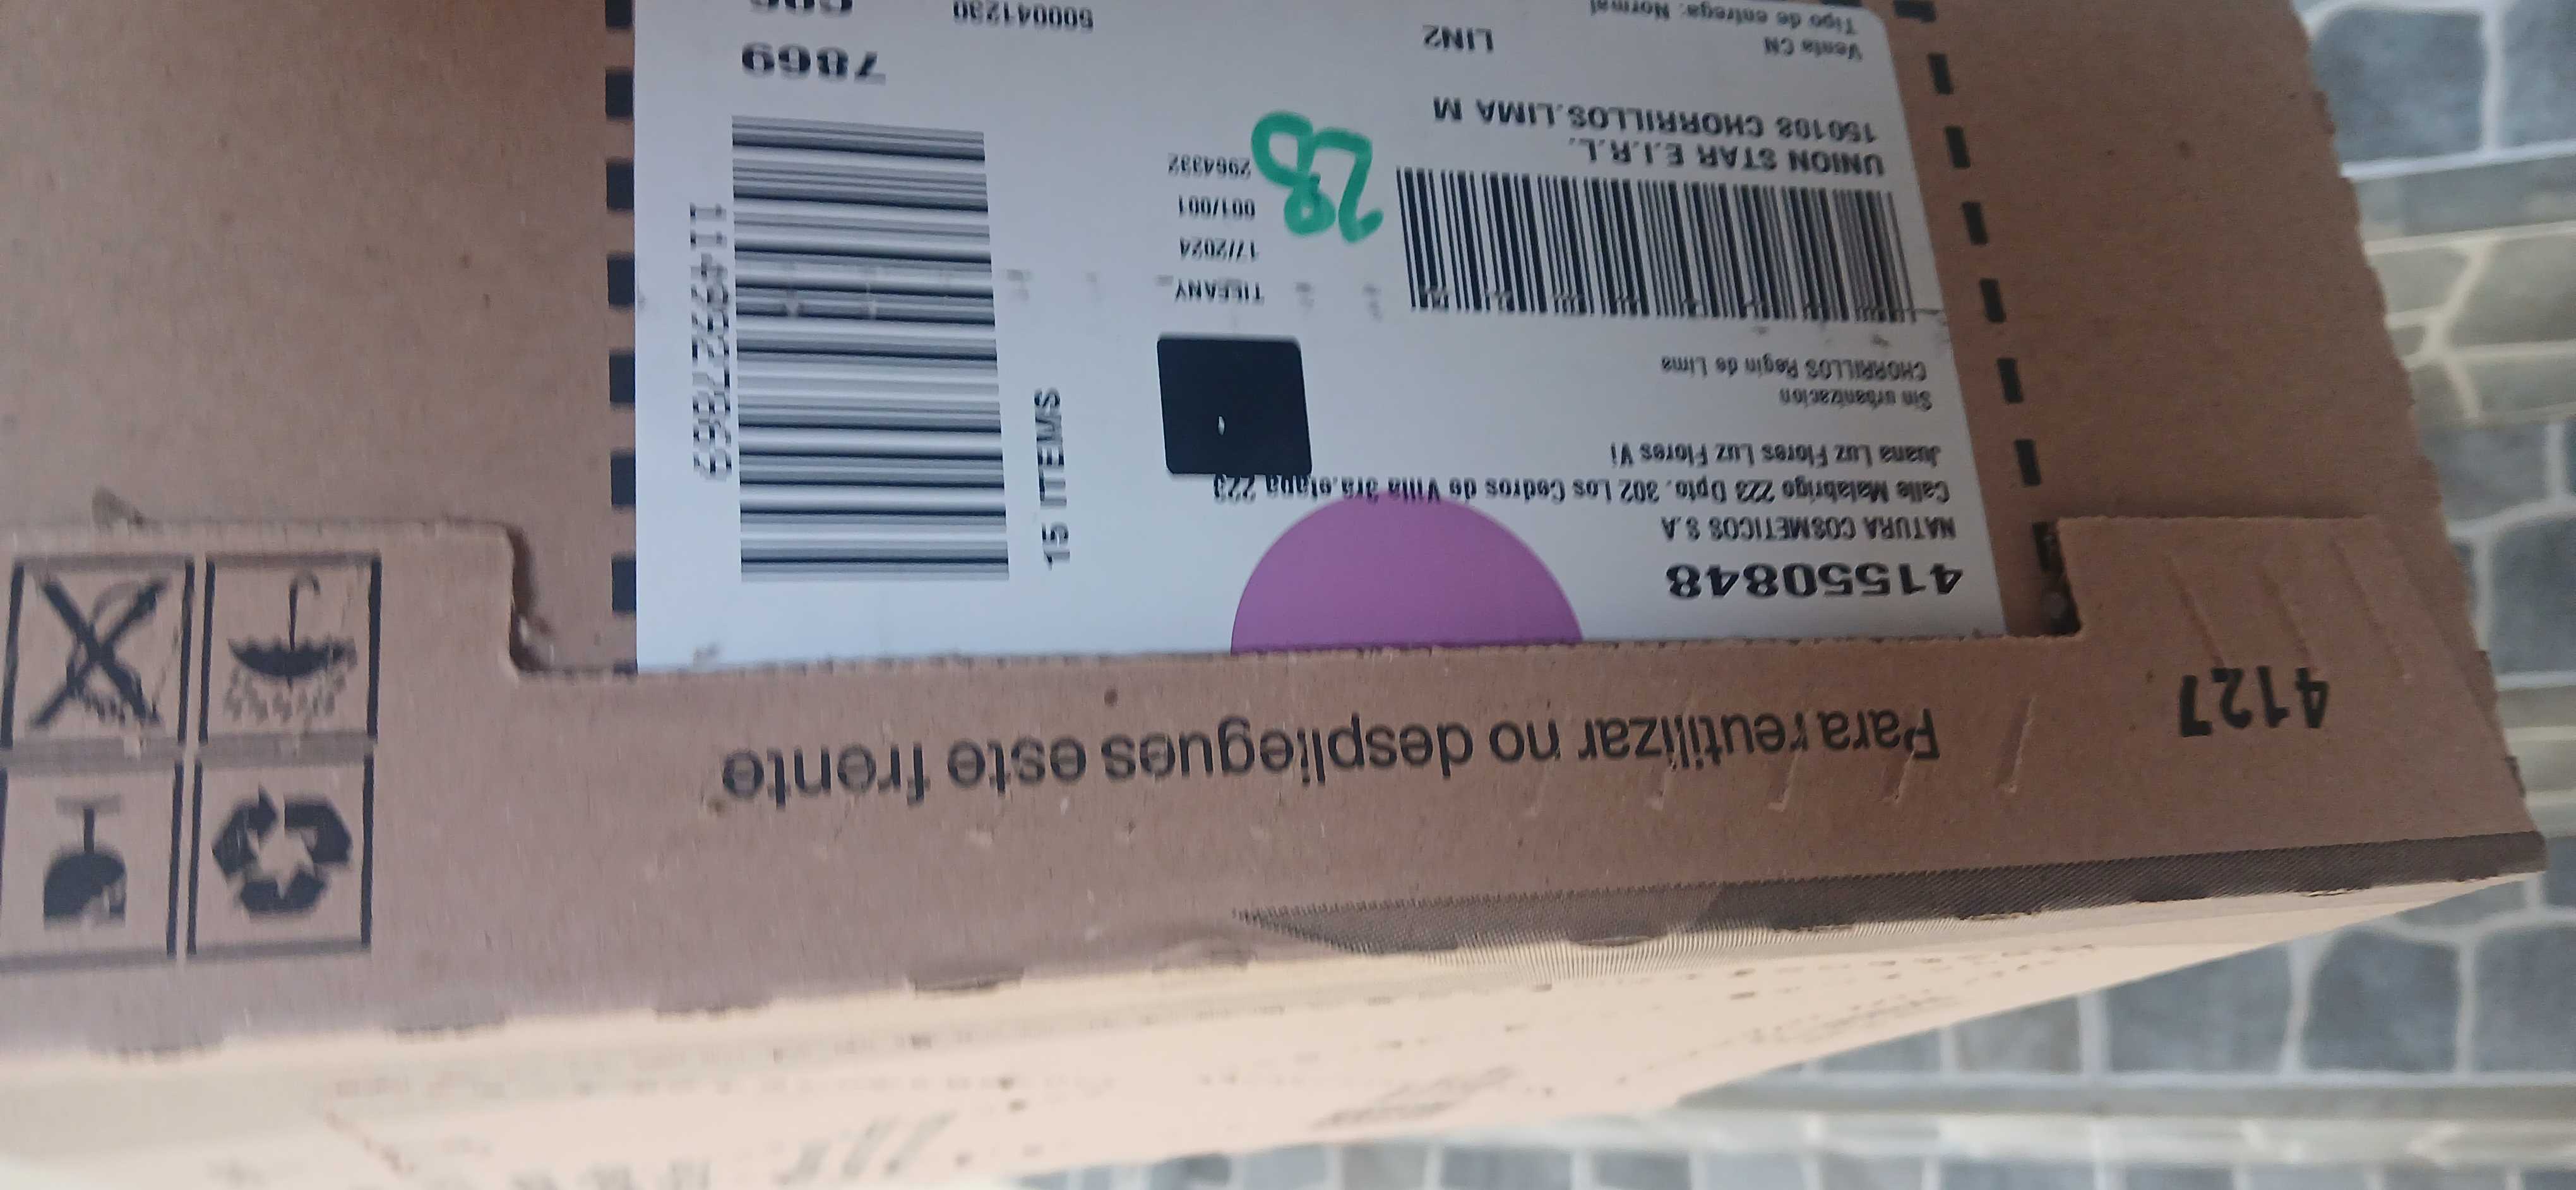 4127
Para reutilizar no despliegues este frente
41550848
NATURA COSMETICOS S.A
Calle Malabrigo 223 Dpto. 302 Los Cedros de Villa 3ra.etapa 223
Juana Luz Flores Luz Flores Vi
Sin urbanizacion
CHORRILLOS Regin de Lima
15 ITEMS
TIFFANY
17/2024
001/001
2964332
28
UNION STAR E.I.R.L.
150108 CHORRILLOS.LIMA M
Venta CN
LIN2
Tipo de entrega: Normal
7869
500041230